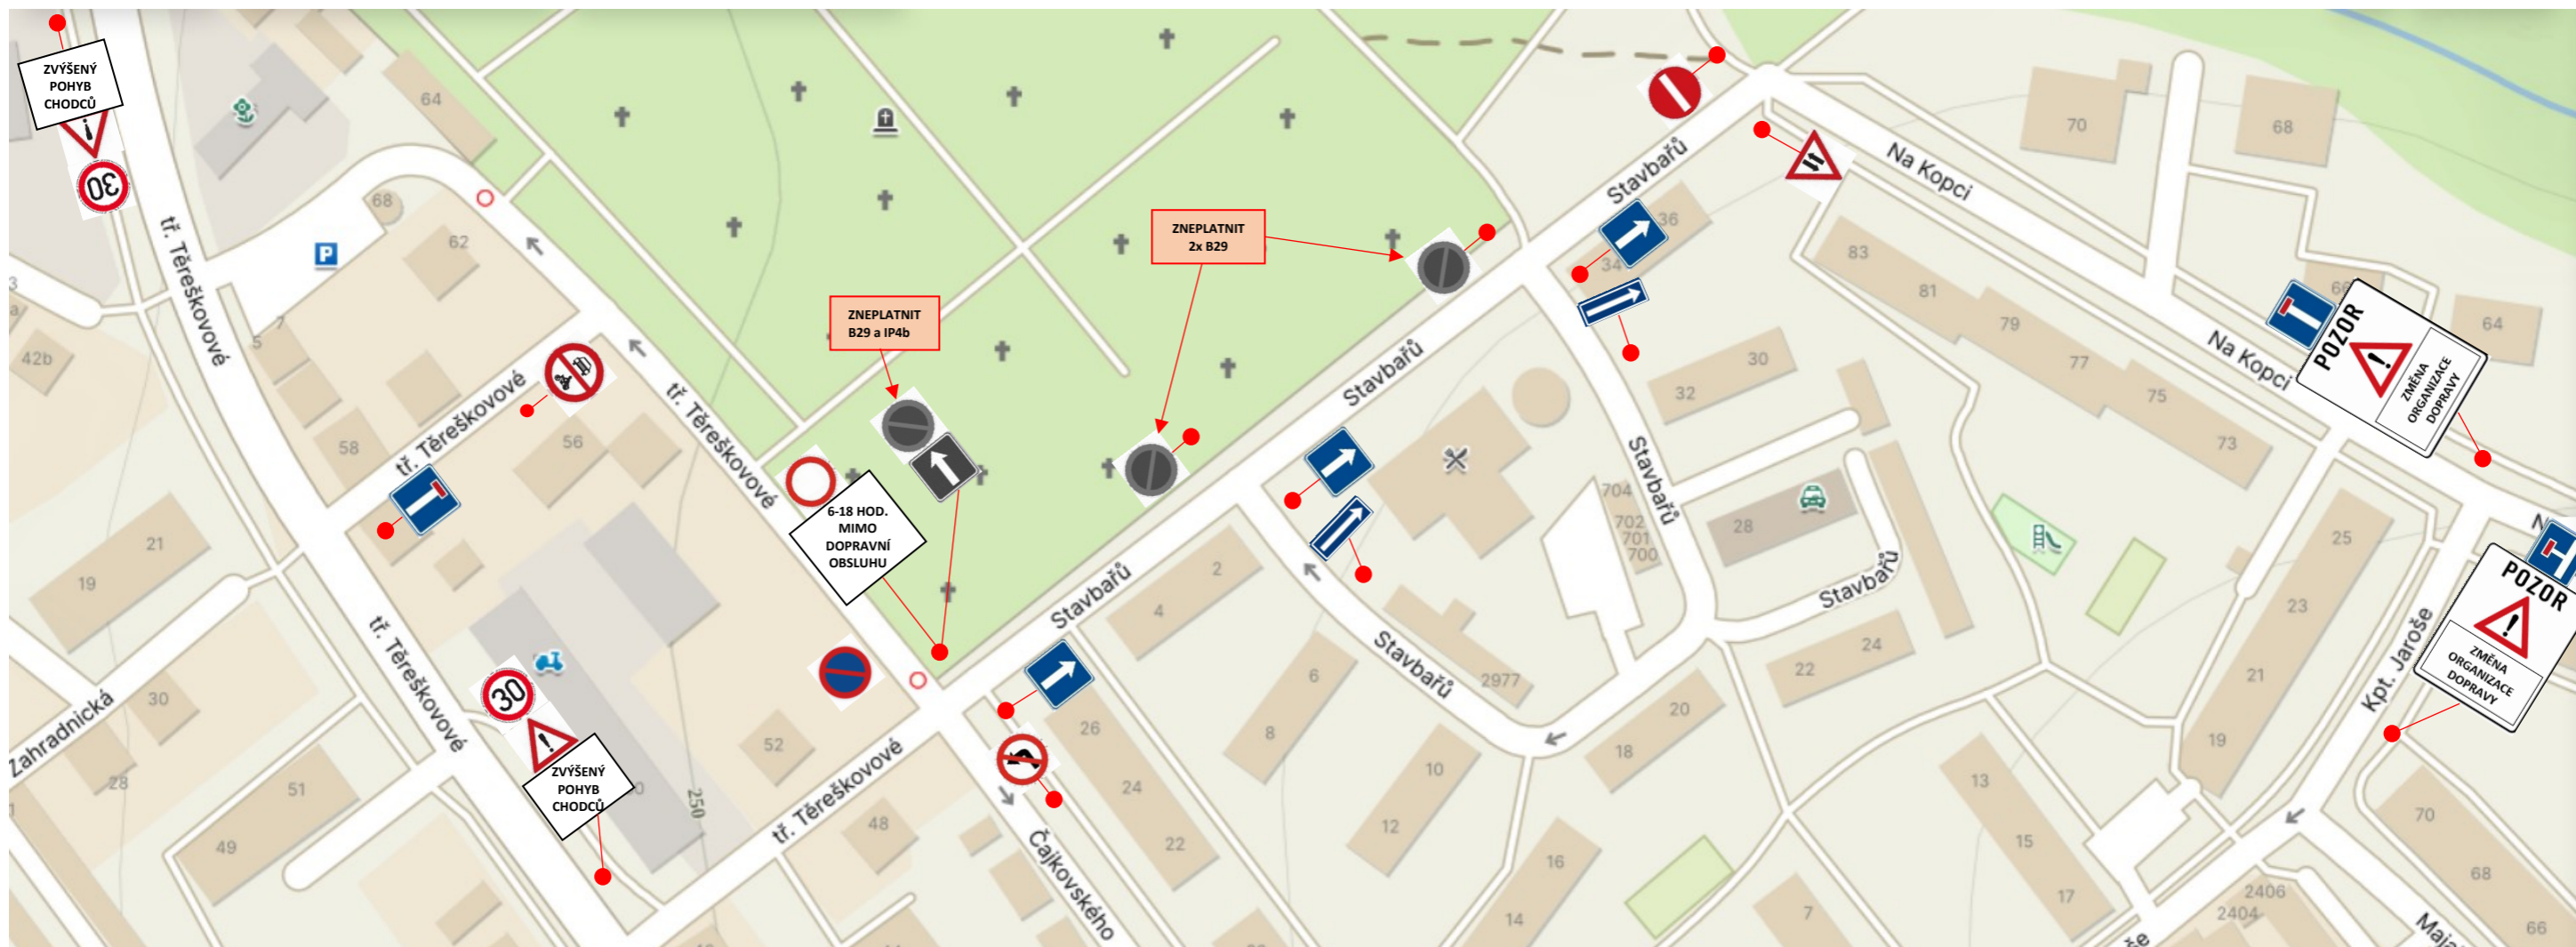 ZVÝŠENÝ
POHYB
CHODCŮ
30
64
68
62
7
5
3
42b
58
56
21
19
30
28
51
49
52
48
P
tř. Těreškovové
tř. Těreškovové
tř. Těreškovové
tř. Těreškovové
tř. Těreškovové
Zahradnická
250
30
ZVÝŠENÝ
POHYB
CHODCŮ
ZNEPLATNIT
B29 a IP4b
ZNEPLATNIT
2x B29
6-18 HOD.
MIMO
DOPRAVNÍ
OBSLUHU
Stavbařů
Stavbařů
Stavbařů
Stavbařů
Stavbařů
Stavbařů
Čajkovského
36
34
32
30
28
704
702
701
700
2
4
6
8
10
12
14
16
18
20
22
24
26
24
22
2977
Na Kopci
Na Kopci
70
68
66
64
83
81
79
77
75
73
POZOR
ZMĚNA
ORGANIZACE
DOPRAVY
POZOR
ZMĚNA
ORGANIZACE
DOPRAVY
Kpt. Jaroše
25
23
21
19
13
15
17
7
70
68
66
2406
2404